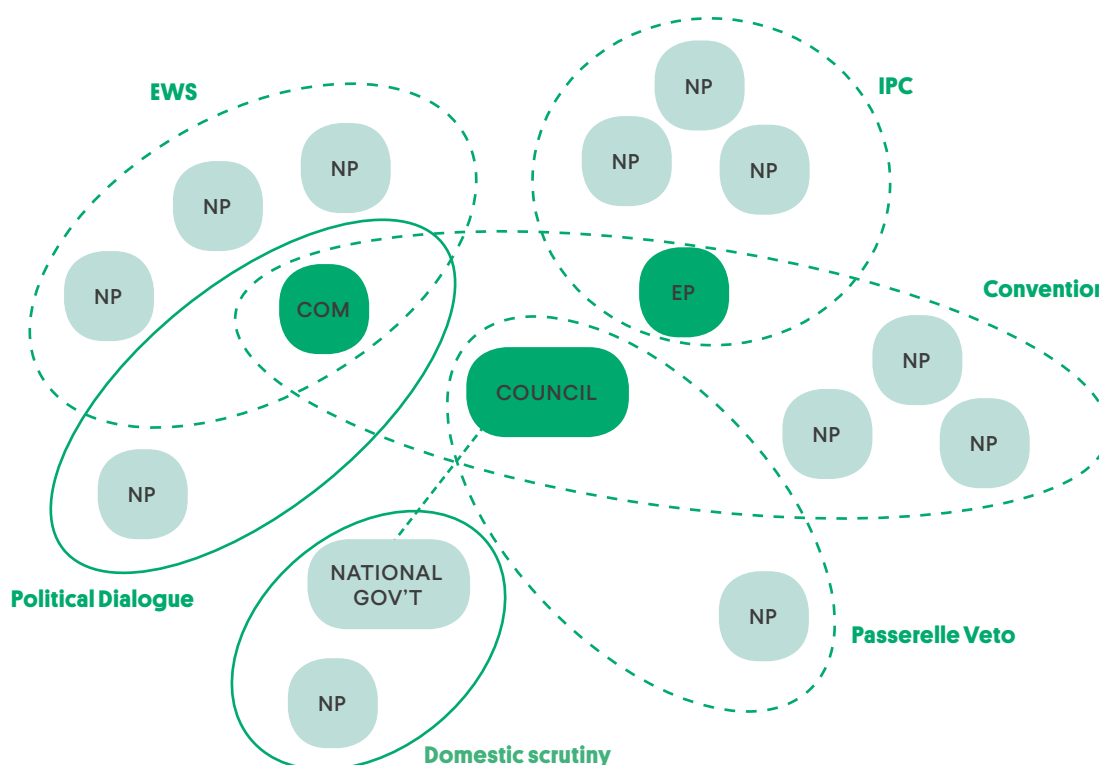 EWS
IPC
NP
NP
NP
NP
NP
NP
COM
EP
Convention
COUNCIL
NP
NP
NP
NP
NATIONAL
GOV'T
Political Dialogue
NP
Passerelle Veto
NP
Domestic scrutiny